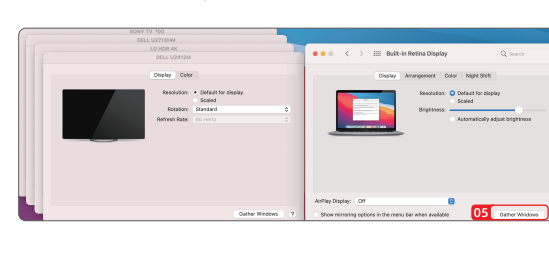 SONY TV *DG
DELL U2713HM
LG HDR 4K
DELL U2412M
Display Color
Resolution: Default for display
Scaled
Rotation: Standard
Refresh Rate: 60 Hertz
Gather Windows ?
Built-in Retina Display
Search
Display Arrangement Color Night Shift
Resolution: Default for display
Scaled
Brightness:
Automatically adjust brightness
AirPlay Display: Off
Show mirroring options in the menu bar when available
05 Gather Windows